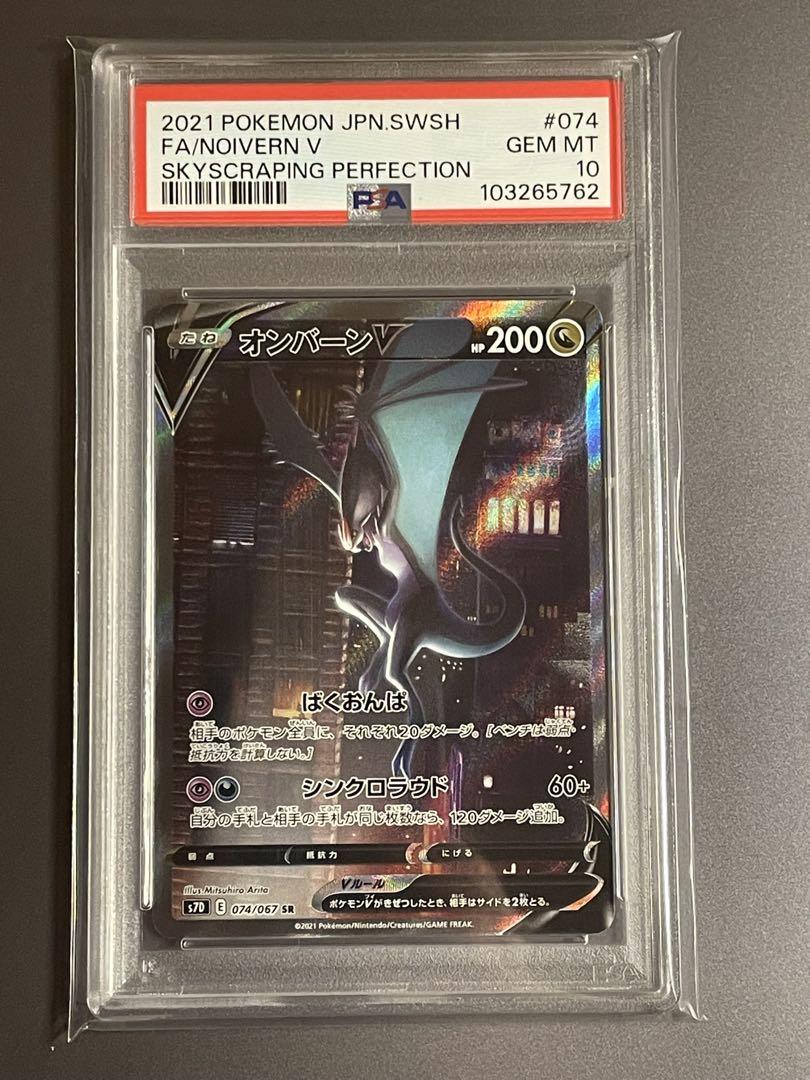 2021 POKEMON JPN.SWSH #074
FA/NOIVERN V GEM MT
SKYSCRAPING PERFECTION 10
PSA 103265762
たね オンバーンV HP 200
ばくおんぱ
相手のポケモン全員に、それぞれ20ダメージ。[ベンチは弱点・
抵抗力を計算しない。]
シンクロラウド 60+
自分の手札と相手の手札が同じ枚数なら、120ダメージ追加。
弱点 抵抗力 にげる
Illus. Mitsuhiro Arita
Vルール
ポケモンVがきぜつしたとき、相手はサイドを2枚とる。
s7D E 074/067 SR
©2021 Pokémon/Nintendo/Creatures/GAME FREAK.